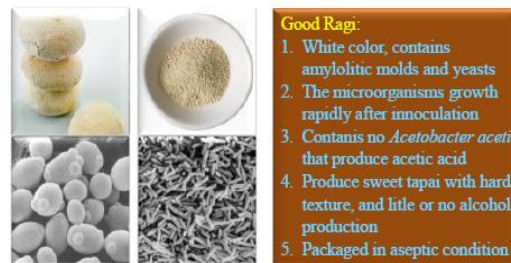 Good Ragi:
1. White color, contains
amylolitic molds and yeasts
2. The microorganisms growth
rapidly after innoculation
3. Contanis no Acetobacter aceti
that produce acetic acid
4. Produce sweet tapai with hard
texture, and litle or no alcohol
production
5. Packaged in aseptic condition